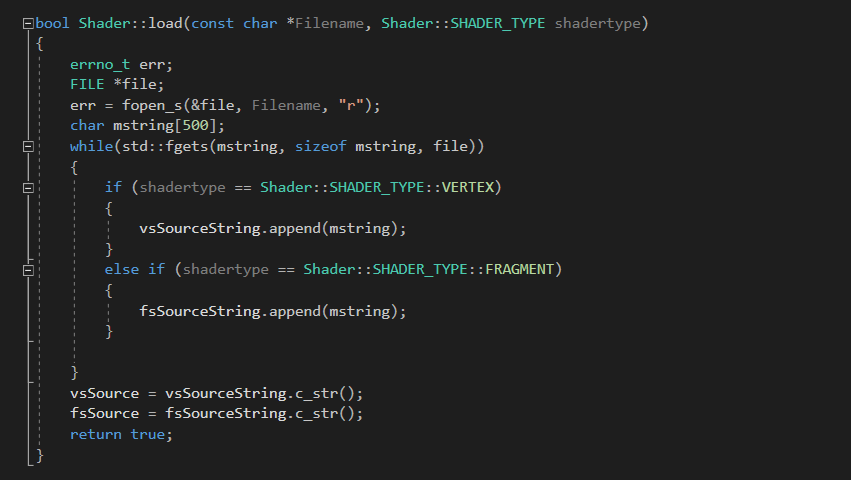 bool Shader::load(const char *Filename, Shader::SHADER_TYPE shadertype)
{
errno_t err;
FILE *file;
err = fopen_s(&file, Filename, "r");
char mstring[500];
while(std::fgets(mstring, sizeof mstring, file))
{
if (shadertype == Shader::SHADER_TYPE::VERTEX)
{
vsSourceString.append(mstring);
}
else if (shadertype == Shader::SHADER_TYPE::FRAGMENT)
{
fsSourceString.append(mstring);
}
}
vsSource = vsSourceString.c_str();
fsSource = fsSourceString.c_str();
return true;
}